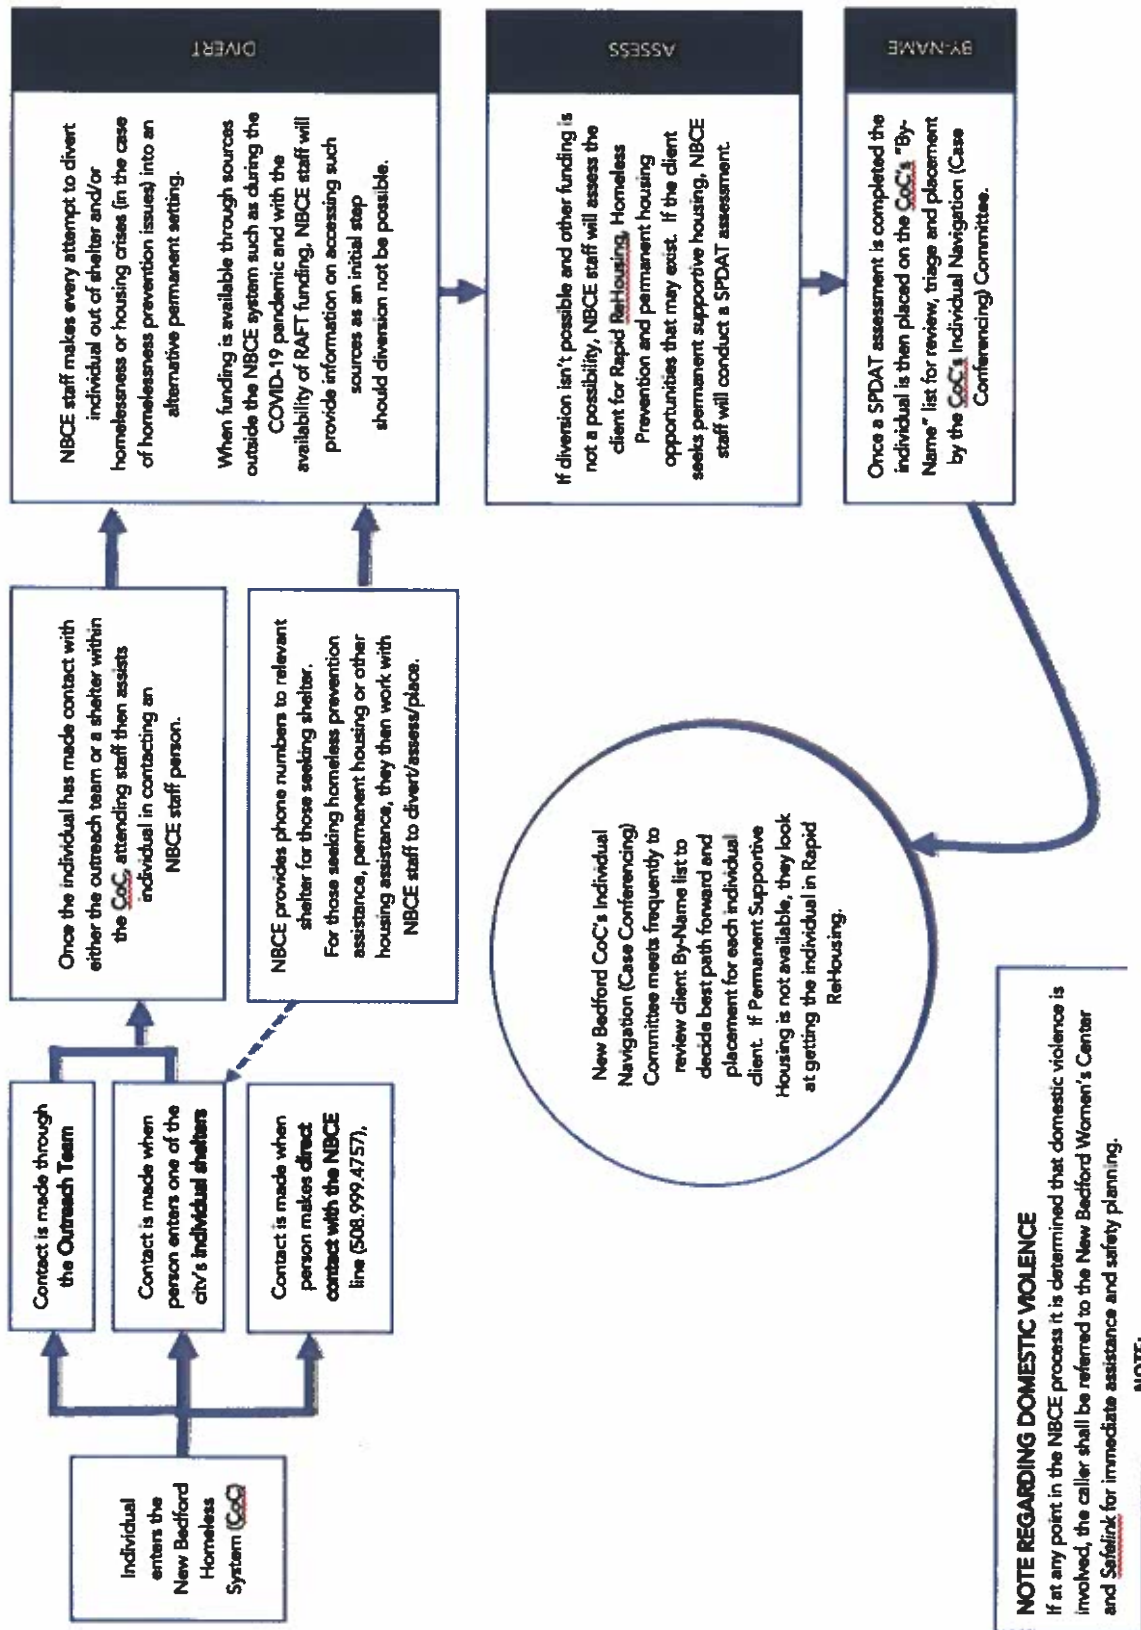 Individual
enters the
New Bedford
Homeless
System (CoC)
Contact is made through
the Outreach Team
Contact is made when
person enters one of the
city's individual shelters
Contact is made when
person makes direct
contact with the NBCE
line (508.999.4757).
Once the individual has made contact with
either the outreach team or a shelter within
the CoC, attending staff then assists
individual in contacting an
NBCE staff person.
NBCE provides phone numbers to relevant
shelter for those seeking shelter.
For those seeking homeless prevention
assistance, permanent housing or other
housing assistance, they then work with
NBCE staff to divert/assess/place.
DIVERT
NBCE staff makes every attempt to divert
individual out of shelter and/or
homelessness or housing crises (in the case
of homelessness prevention issues) into an
alternative permanent setting.
When funding is available through sources
outside the NBCE system such as during the
COVID-19 pandemic and with the
availability of RAFT funding, NBCE staff will
provide information on accessing such
sources as an initial step
should diversion not be possible.
ASSESS
If diversion isn't possible and other funding is
not a possibility, NBCE staff will assess the
client for Rapid ReHousing, Homeless
Prevention and permanent housing
opportunities that may exist. If the client
seeks permanent supportive housing, NBCE
staff will conduct a SPDAT assessment.
BY-NAME
Once a SPDAT assessment is completed the
individual is then placed on the CoC's "By-
Name" list for review, triage and placement
by the CoC's Individual Navigation (Case
Conferencing) Committee.
New Bedford CoC's Individual
Navigation (Case Conferencing)
Committee meets frequently to
review client By-Name list to
decide best path forward and
placement for each individual
client. If Permanent Supportive
Housing is not available, they look
at getting the individual in Rapid
ReHousing.
NOTE REGARDING DOMESTIC VIOLENCE
If at any point in the NBCE process it is determined that domestic violence is
involved, the caller shall be referred to the New Bedford Women's Center
and Safelink for immediate assistance and safety planning.
NOTE: